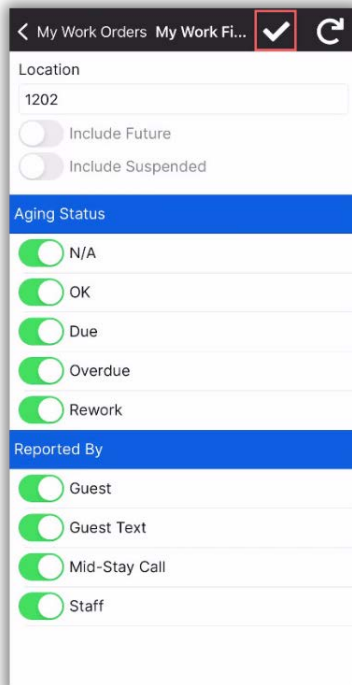 My Work Orders My Work Fi...
Location
1202
Include Future
Include Suspended
Aging Status
N/A
OK
Due
Overdue
Rework
Reported By
Guest
Guest Text
Mid-Stay Call
Staff